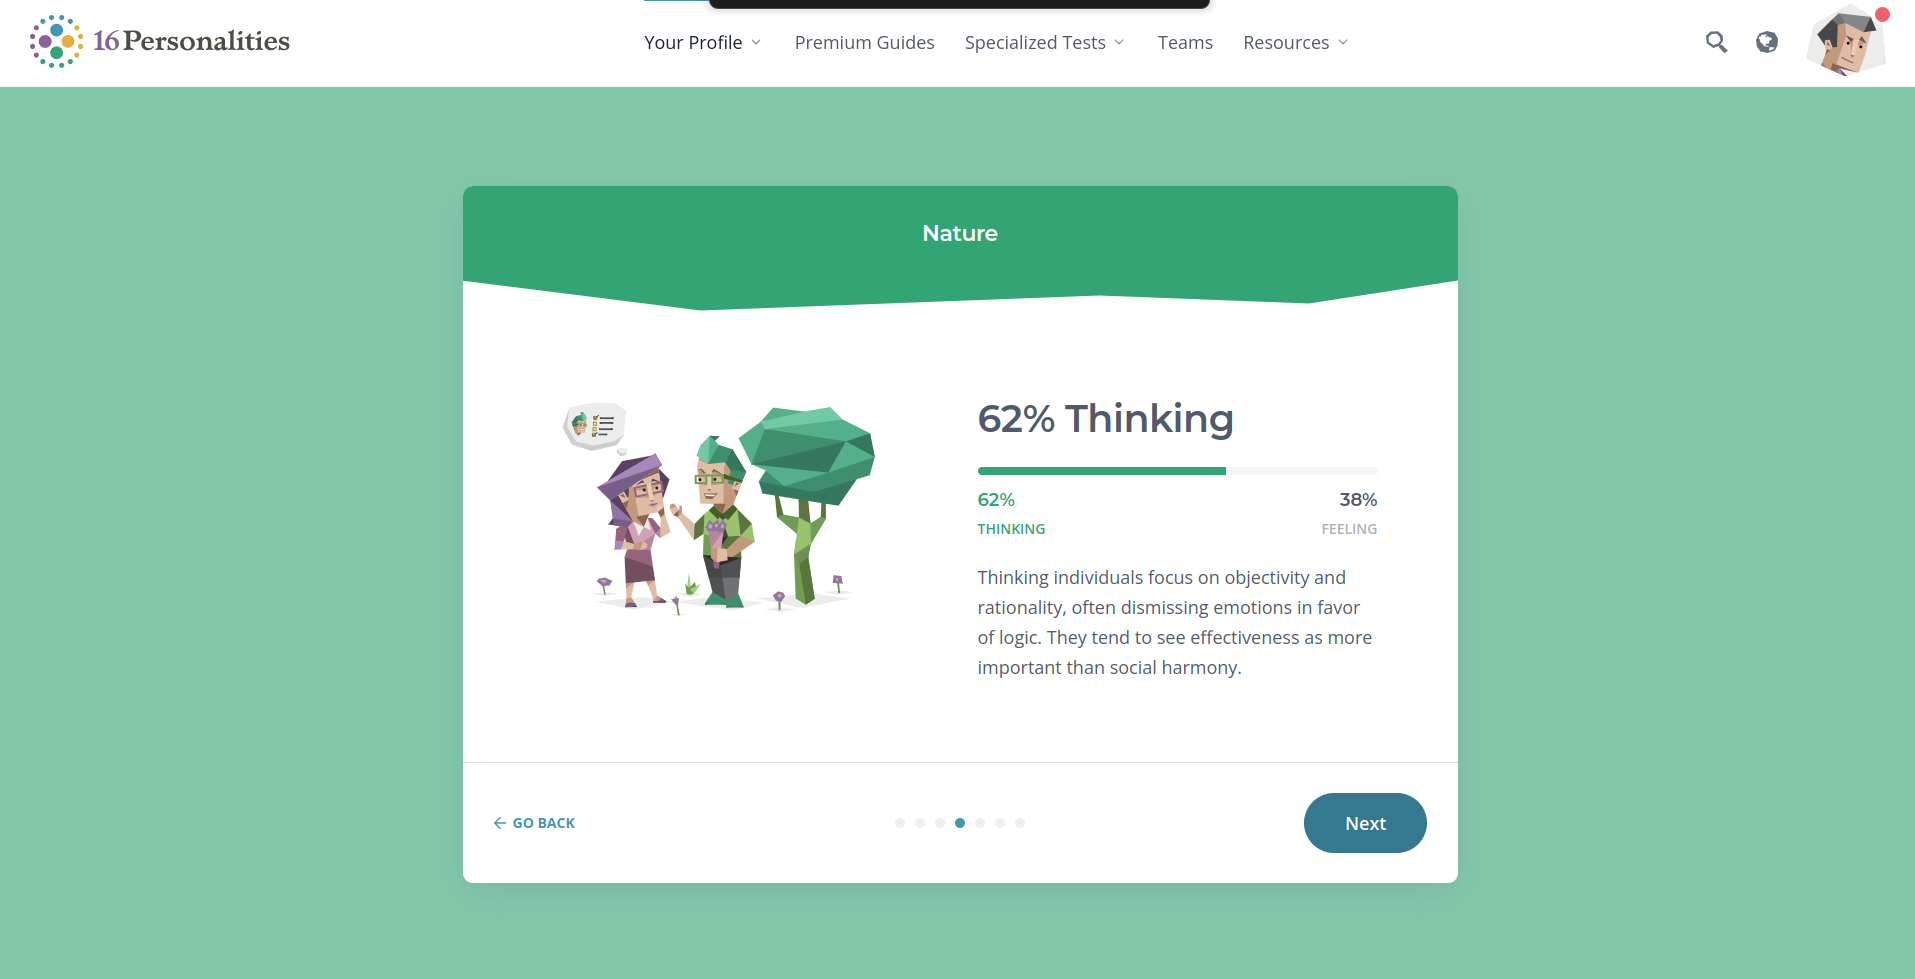 16Personalities
Your Profile
Premium Guides
Specialized Tests
Teams
Resources
Nature
62% Thinking
62%
38%
THINKING
FEELING
Thinking individuals focus on objectivity and
rationality, often dismissing emotions in favor
of logic. They tend to see effectiveness as more
important than social harmony.
GO BACK
Next